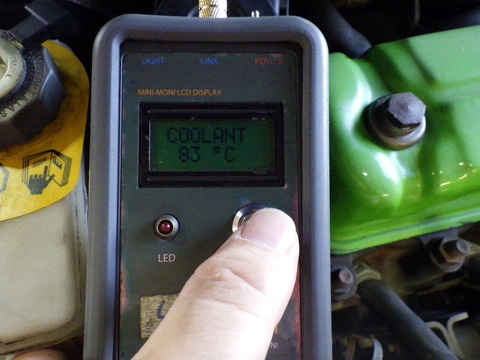 LIGHT LINK POWER
MINI-MONI LCD DISPLAY
COOLANT
83 °C
LED